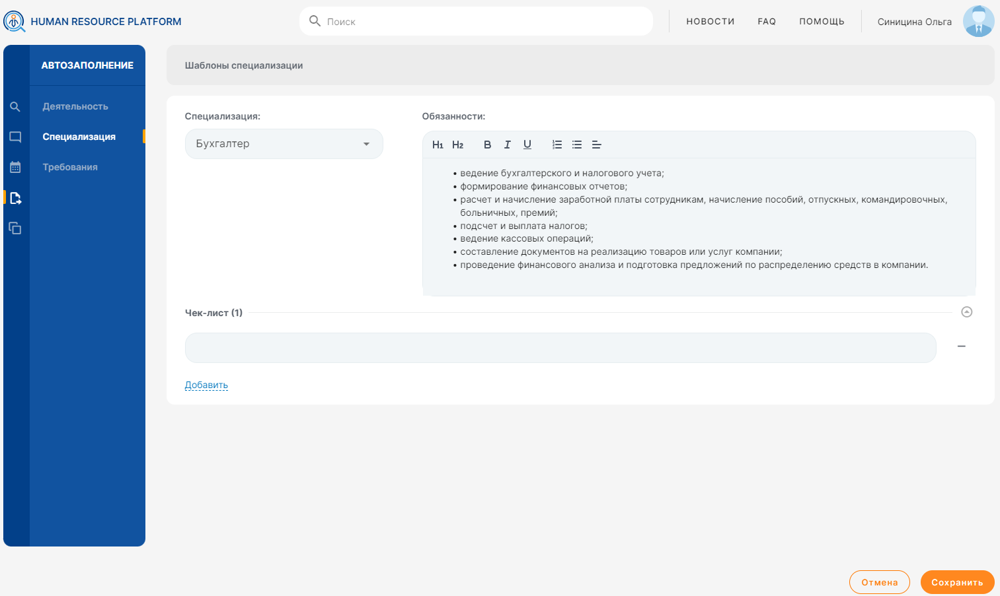 HUMAN RESOURCE PLATFORM
Поиск
НОВОСТИ
FAQ
ПОМОЩЬ
Синицина Ольга
АВТОЗАПОЛНЕНИЕ
Деятельность
Специализация
Требования
Шаблоны специализации
Специализация:
Бухгалтер
Обязанности:
H1 H2 B I U
• ведение бухгалтерского и налогового учета;
• формирование финансовых отчетов;
• расчет и начисление заработной платы сотрудникам, начисление пособий, отпускных, командировочных,
больничных, премий;
• подсчет и выплата налогов;
• ведение кассовых операций;
• составление документов на реализацию товаров или услуг компании;
• проведение финансового анализа и подготовка предложений по распределению средств в компании.
Чек-лист (1)
Добавить
Отмена
Сохранить